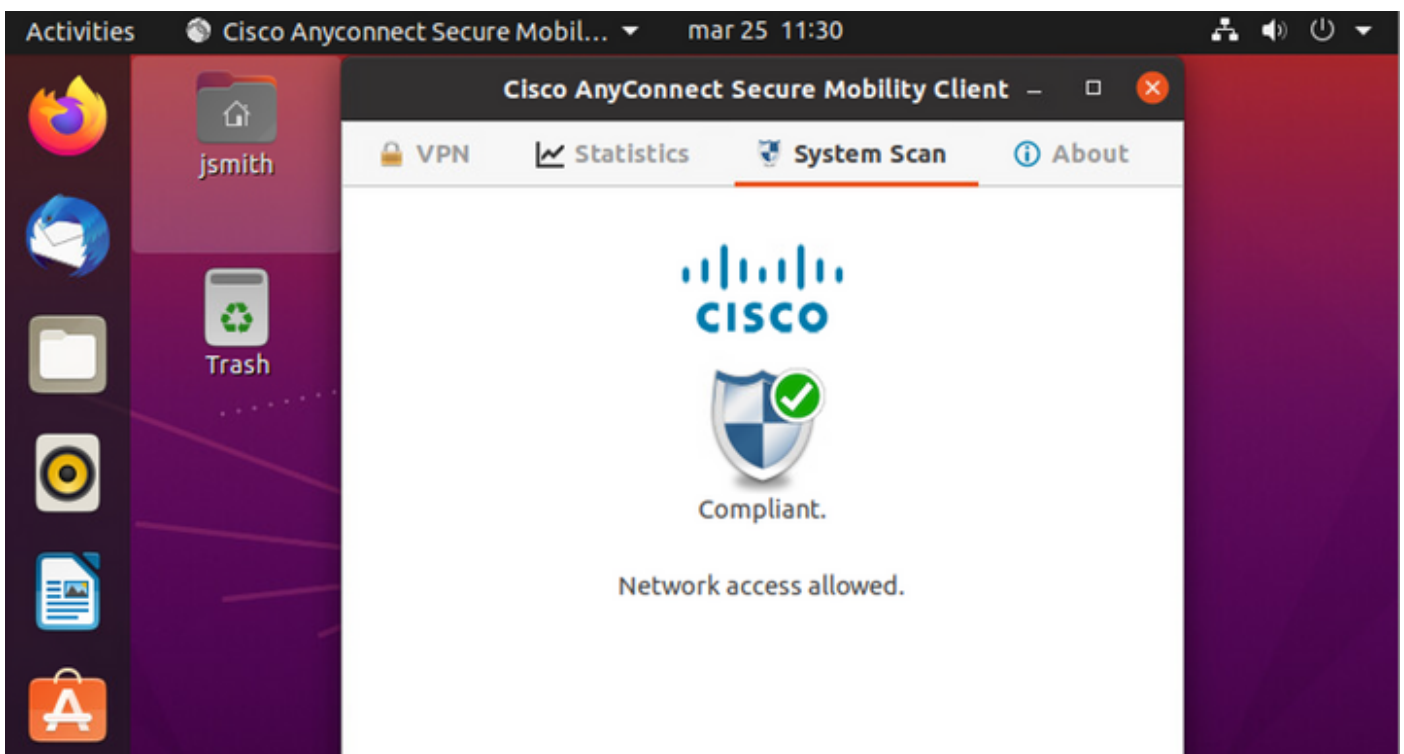 Activities Cisco Anyconnect Secure Mobil... mar 25 11:30
Cisco AnyConnect Secure Mobility Client
VPN Statistics System Scan About
jsmith
CISCO
Trash
Compliant.
Network access allowed.